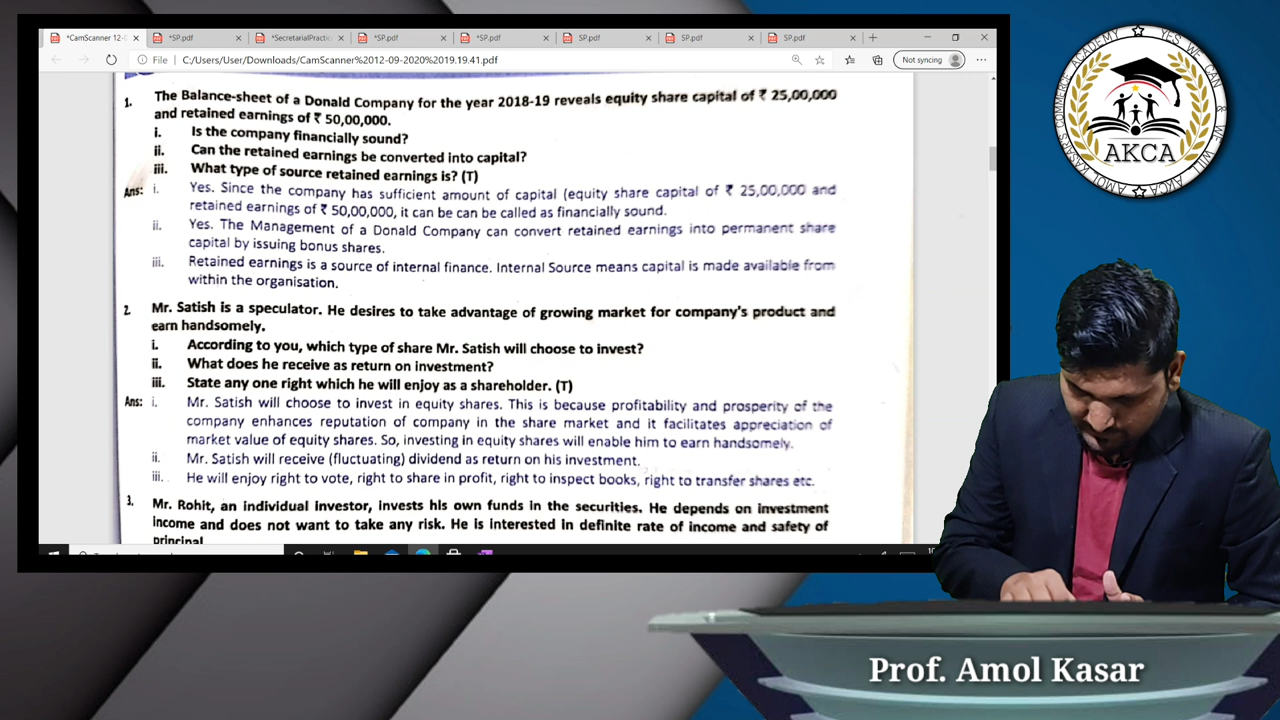 *CamScanner 12-
*SP.pdf
*SecretarialPractic
*SP.pdf
*SP.pdf
SP.pdf
SP.pdf
SP.pdf
File
C:/Users/User/Downloads/CamScanner%2012-09-2020%2019.19.41.pdf
Not syncing
1. The Balance-sheet of a Donald Company for the year 2018-19 reveals equity share capital of ₹ 25,00,000
and retained earnings of ₹ 50,00,000.
i. Is the company financially sound?
ii. Can the retained earnings be converted into capital?
iii. What type of source retained earnings is? (T)
Ans: i. Yes. Since the company has sufficient amount of capital (equity share capital of ₹ 25,00,000 and
retained earnings of ₹ 50,00,000, it can be can be called as financially sound.
ii. Yes. The Management of a Donald Company can convert retained earnings into permanent share
capital by issuing bonus shares.
iii. Retained earnings is a source of internal finance. Internal Source means capital is made available from
within the organisation.
2. Mr. Satish is a speculator. He desires to take advantage of growing market for company's product and
earn handsomely.
i. According to you, which type of share Mr. Satish will choose to invest?
ii. What does he receive as return on investment?
iii. State any one right which he will enjoy as a shareholder. (T)
Ans: i. Mr. Satish will choose to invest in equity shares. This is because profitability and prosperity of the
company enhances reputation of company in the share market and it facilitates appreciation of
market value of equity shares. So, investing in equity shares will enable him to earn handsomely.
ii. Mr. Satish will receive (fluctuating) dividend as return on his investment.
iii. He will enjoy right to vote, right to share in profit, right to inspect books, right to transfer shares etc.
3. Mr. Rohit, an individual investor, invests his own funds in the securities. He depends on investment
income and does not want to take any risk. He is interested in definite rate of income and safety of
principal
AMOL KASAR'S COMMERCE ACADEMY
YES WE CAN & WE WILL
AKCA
Prof. Amol Kasar